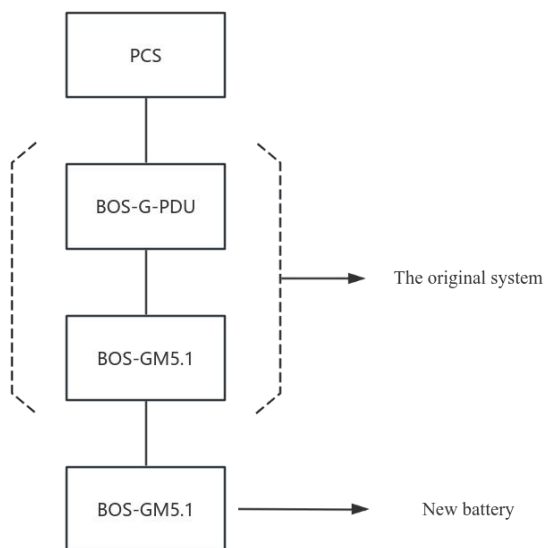 PCS
BOS-G-PDU
The original system
BOS-GM5.1
BOS-GM5.1
New battery